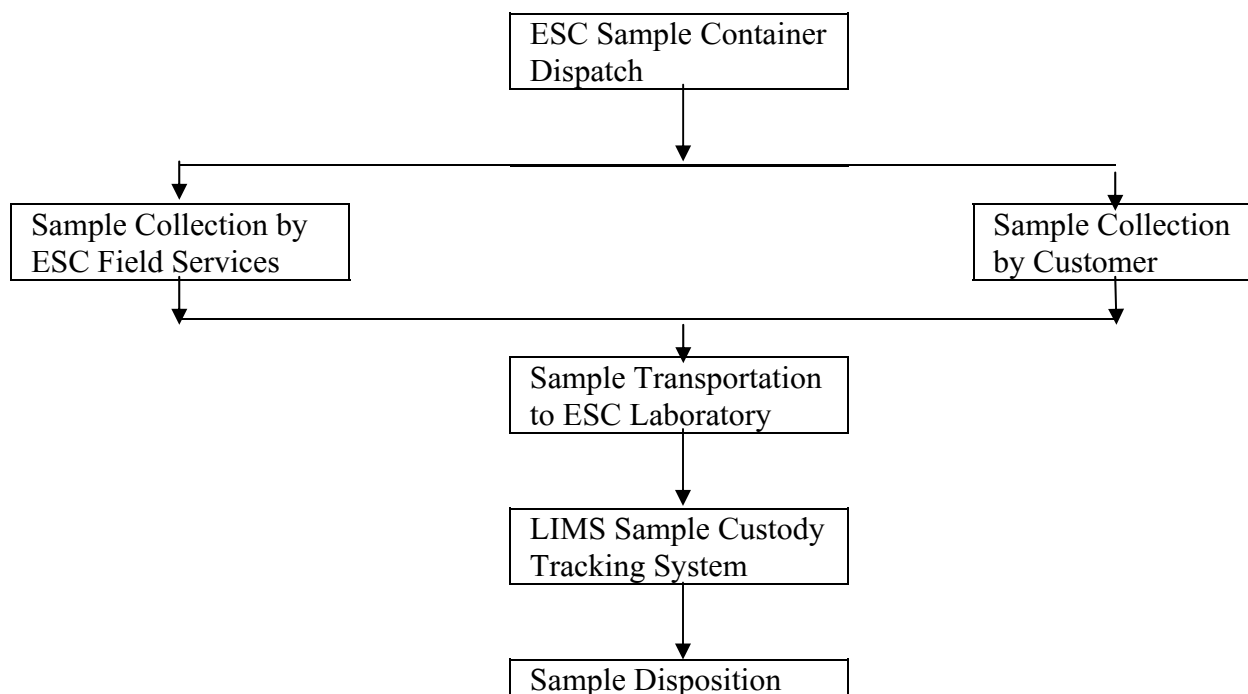 ESC Sample Container
Dispatch
Sample Collection by
ESC Field Services
Sample Collection
by Customer
Sample Transportation
to ESC Laboratory
LIMS Sample Custody
Tracking System
Sample Disposition